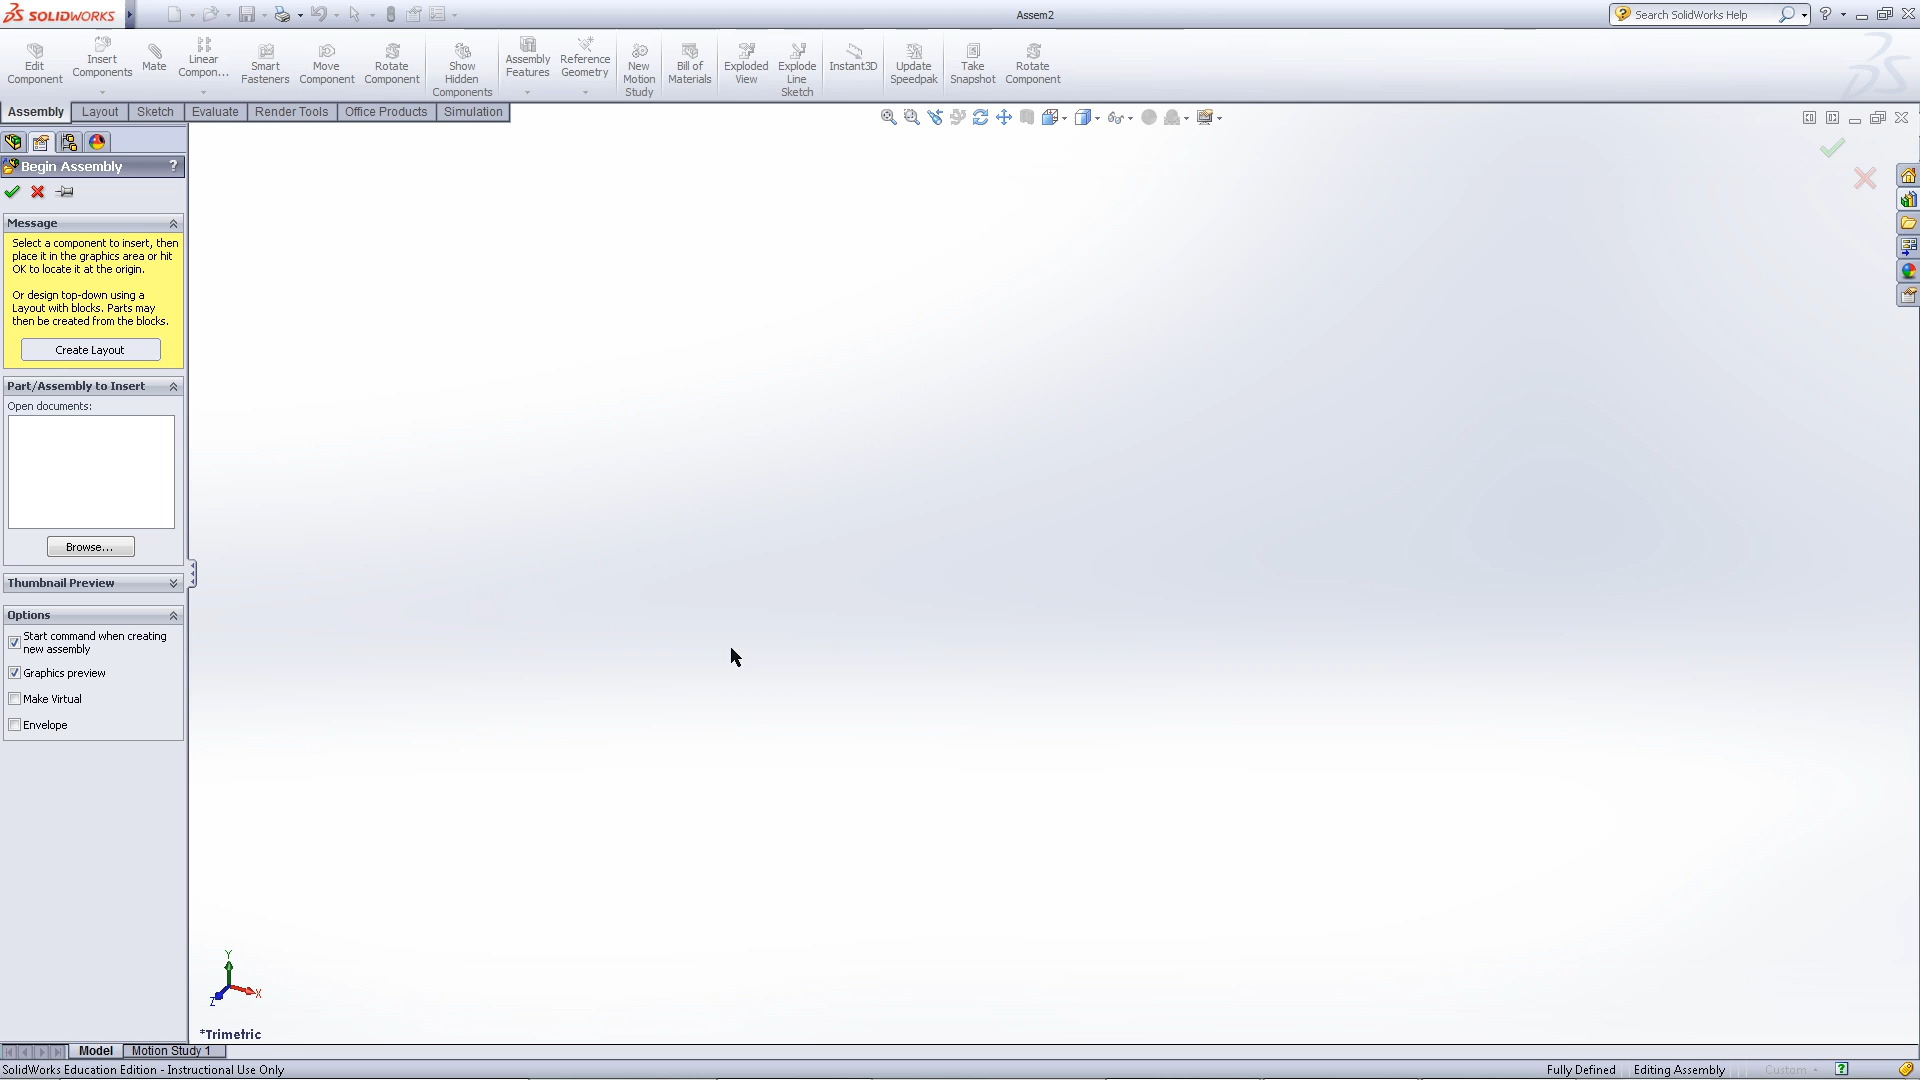 SOLIDWORKS
Assem2
Search SolidWorks Help
Edit Component
Insert Components
Mate
Linear Compon...
Smart Fasteners
Move Component
Rotate Component
Show Hidden Components
Assembly Features
Reference Geometry
New Motion Study
Bill of Materials
Exploded View
Explode Line Sketch
Instant3D
Update Speedpak
Take Snapshot
Rotate Component
Assembly Layout Sketch Evaluate Render Tools Office Products Simulation
Begin Assembly ?
Message
Select a component to insert, then
place it in the graphics area or hit
OK to locate it at the origin.
Or design top-down using a
Layout with blocks. Parts may
then be created from the blocks.
Create Layout
Part/Assembly to Insert
Open documents:
Browse...
Thumbnail Preview
Options
Start command when creating
new assembly
Graphics preview
Make Virtual
Envelope
Y
X
Z
*Trimetric
Model Motion Study 1
SolidWorks Education Edition - Instructional Use Only
Fully Defined Editing Assembly Custom ?